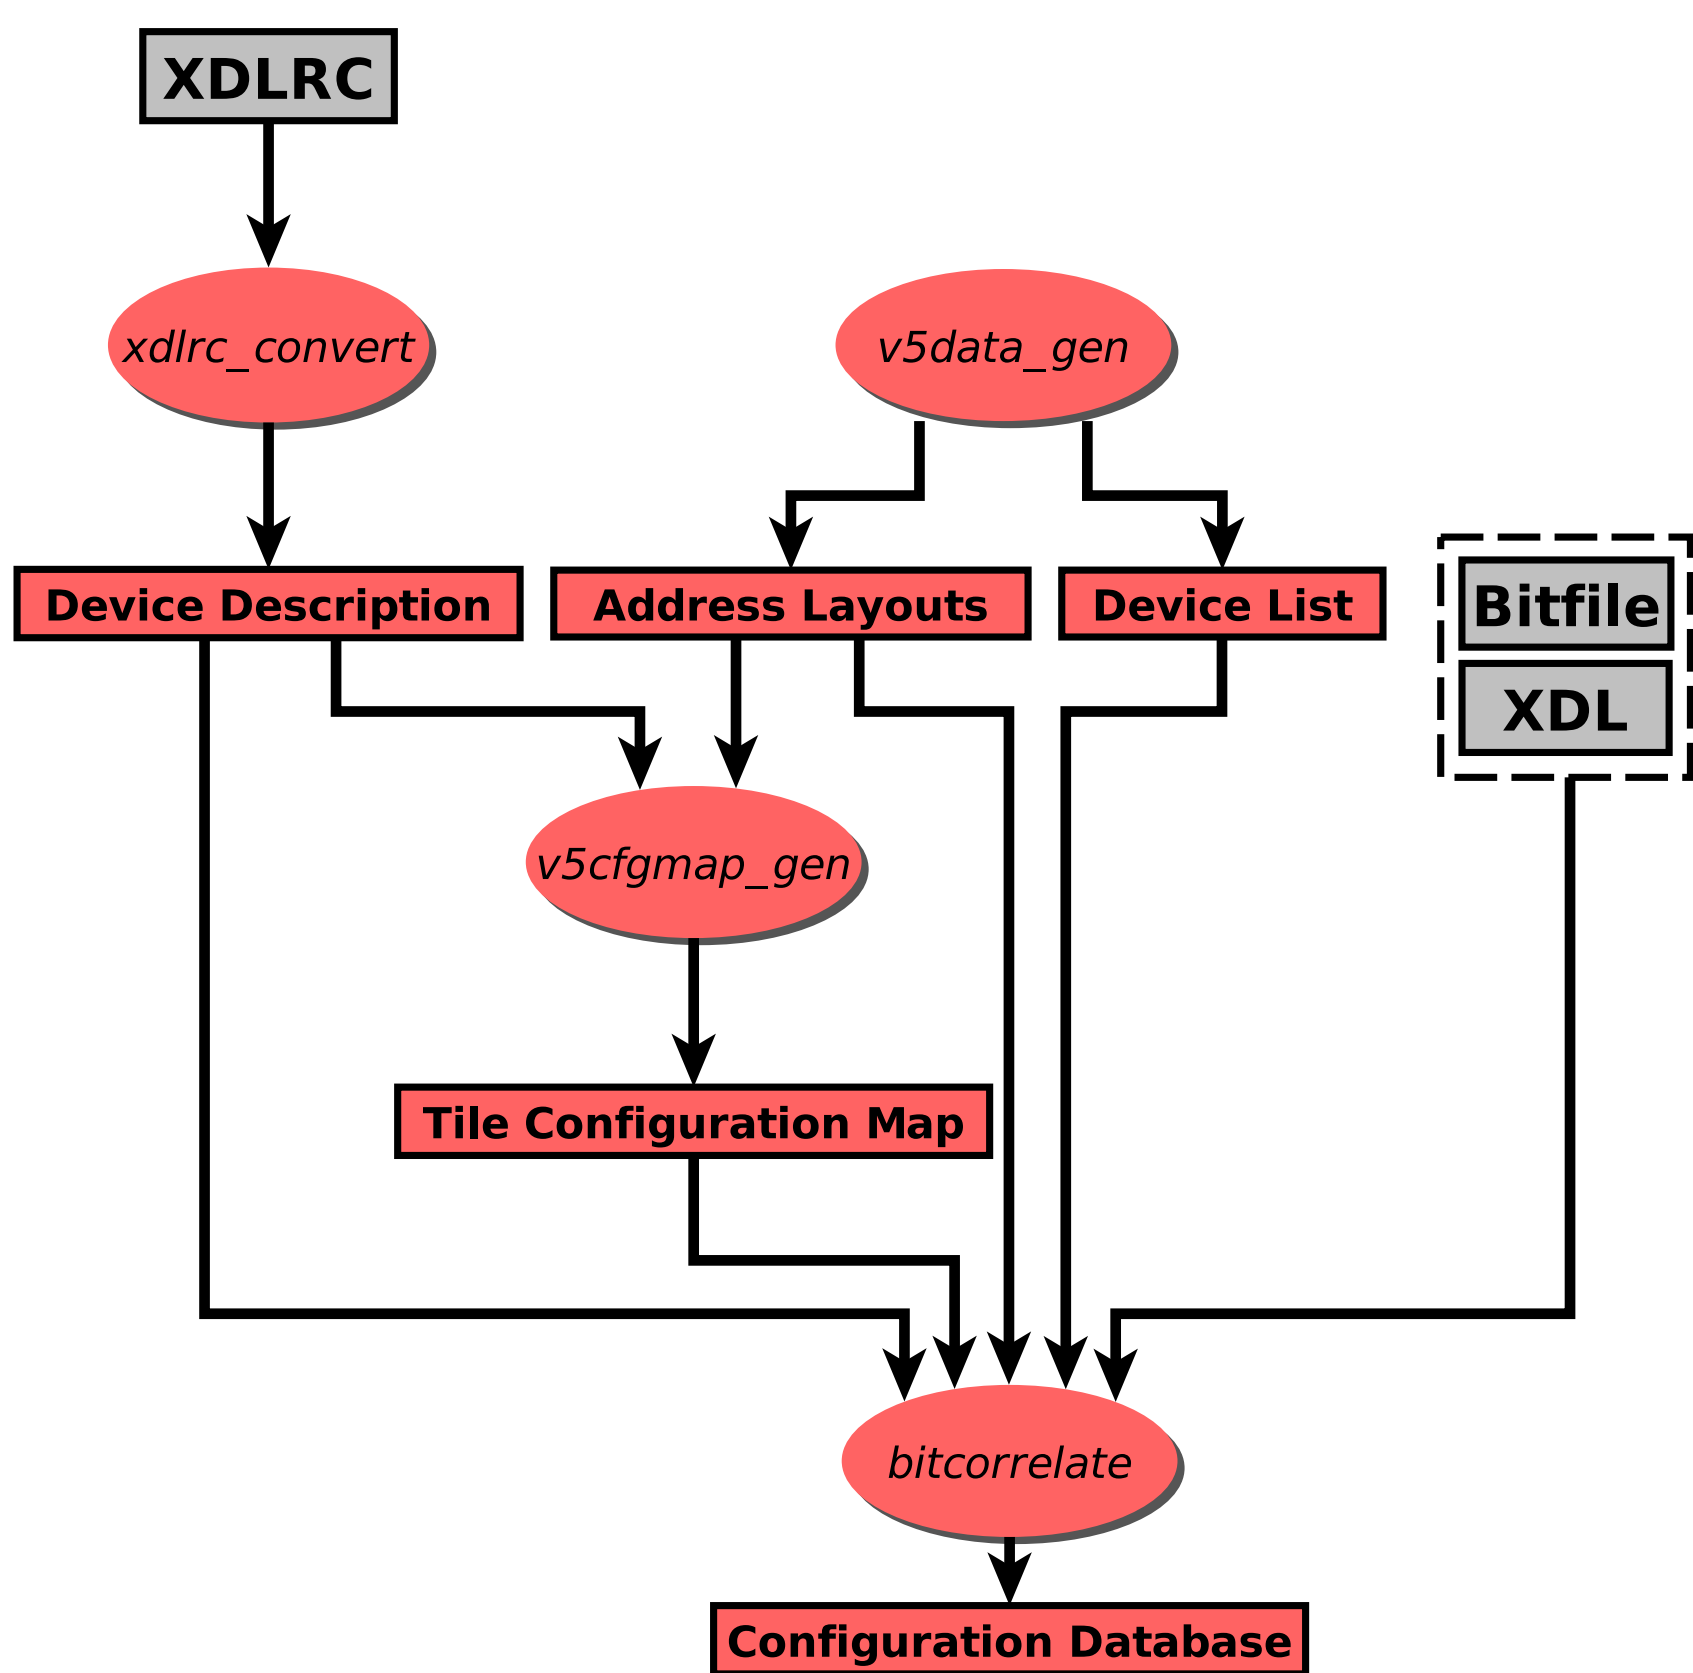 XDLRC
xdlrc_convert
v5data_gen
Device Description
Address Layouts
Device List
Bitfile
XDL
v5cfgmap_gen
Tile Configuration Map
bitcorrelate
Configuration Database